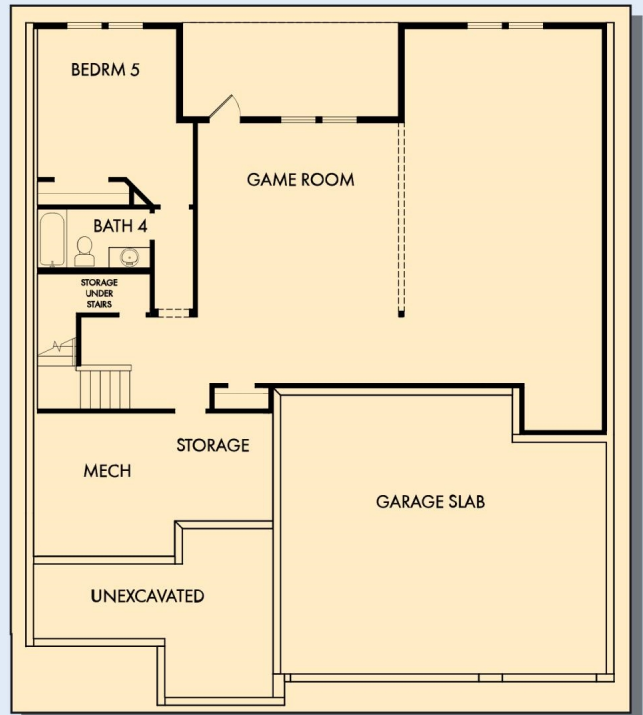 BEDRM 5
GAME ROOM
BATH 4
STORAGE
UNDER
STAIRS
STORAGE
MECH
GARAGE SLAB
UNEXCAVATED